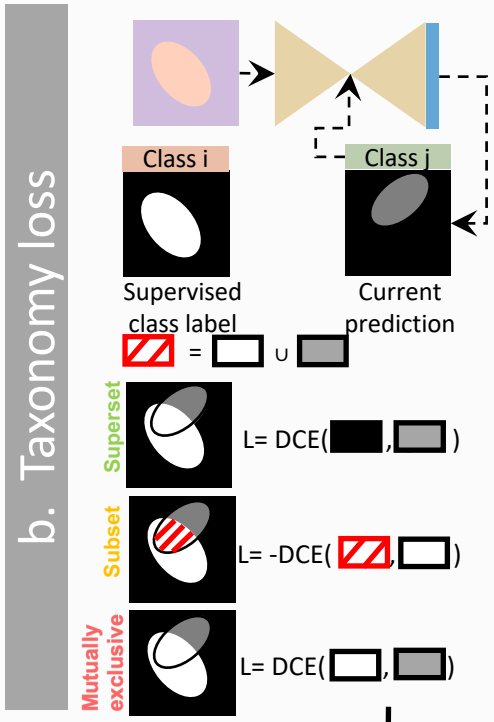 b. Taxonomy loss
Class i
Class j
Supervised
class label
Current
prediction
= ∪
Superset
L= DCE( , )
Subset
L= -DCE( , )
Mutually
exclusive
L= DCE( , )